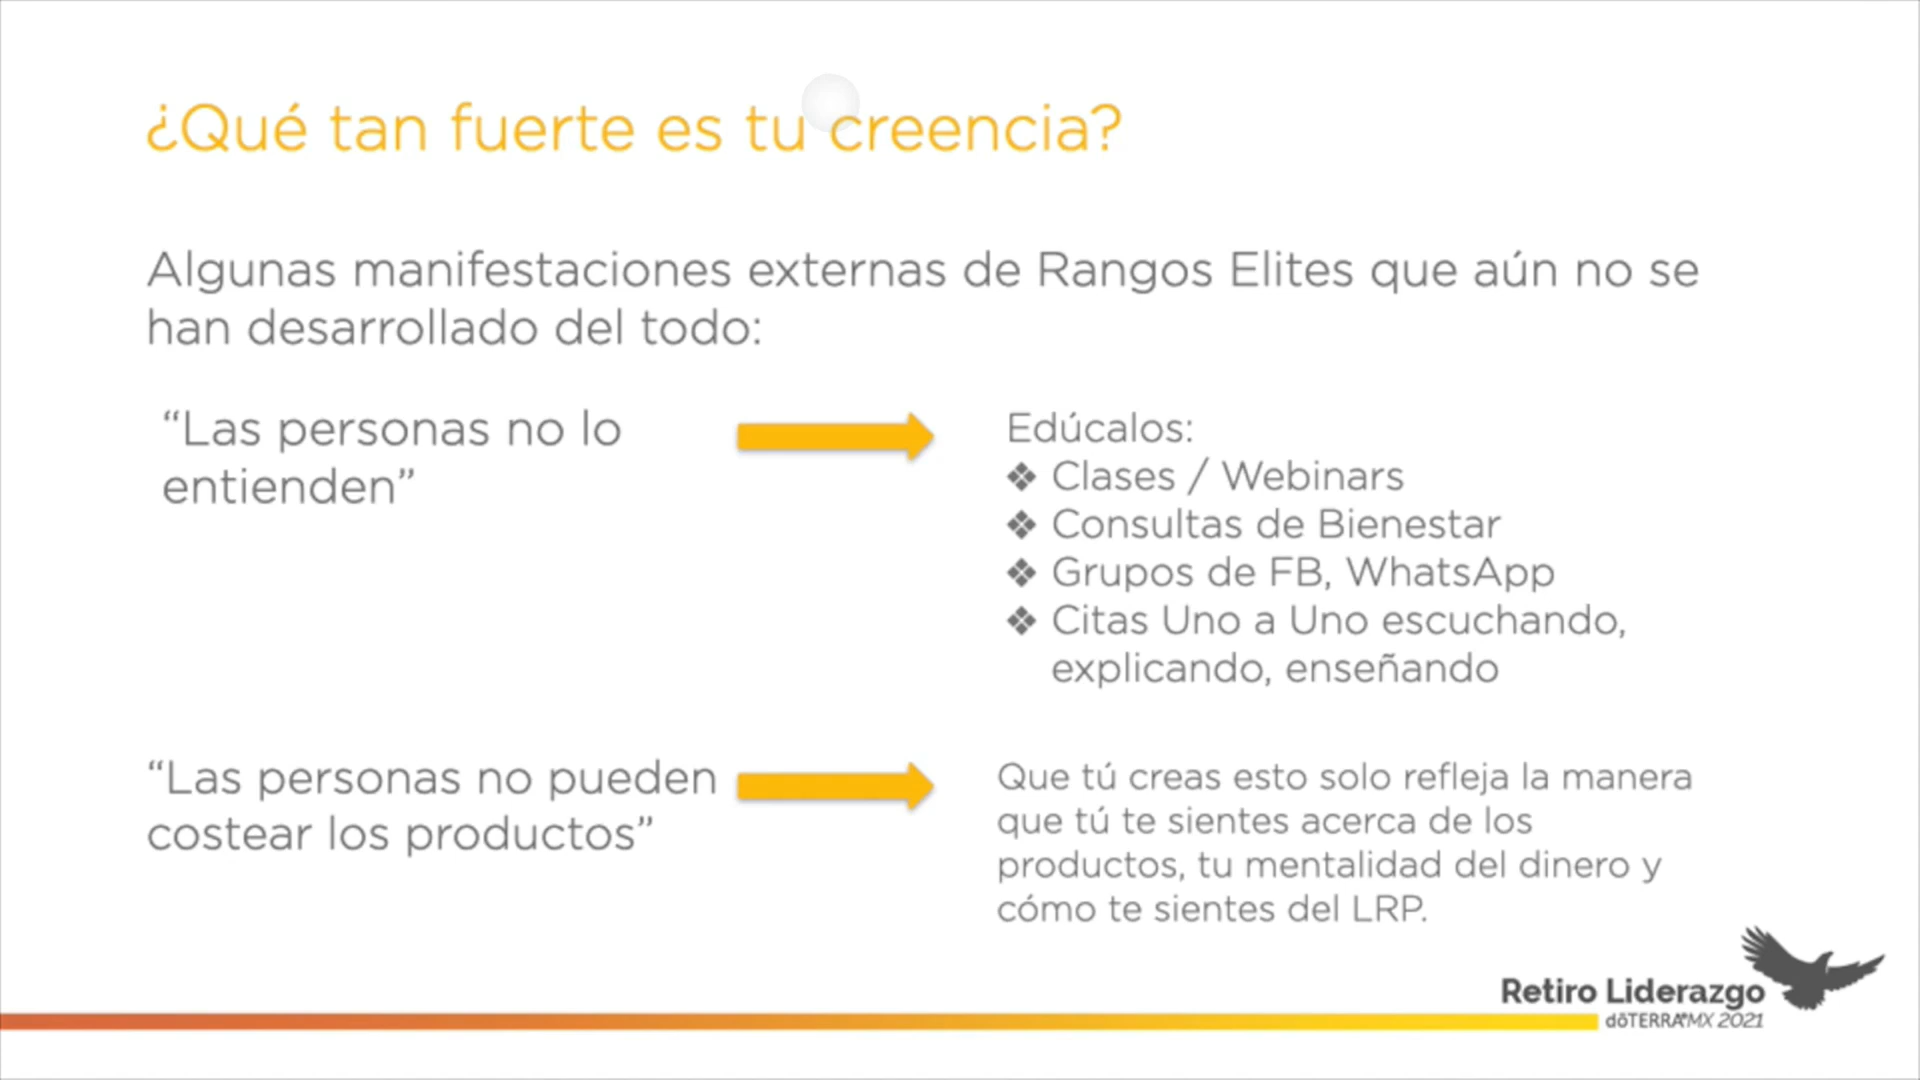 ¿Qué tan fuerte es tu creencia?
Algunas manifestaciones externas de Rangos Elites que aún no se
han desarrollado del todo:
“Las personas no lo
entienden”
Edúcalos:
❖ Clases / Webinars
❖ Consultas de Bienestar
❖ Grupos de FB, WhatsApp
❖ Citas Uno a Uno escuchando,
explicando, enseñando
“Las personas no pueden
costear los productos”
Que tú creas esto solo refleja la manera
que tú te sientes acerca de los
productos, tu mentalidad del dinero y
cómo te sientes del LRP.
Retiro Liderazgo
dōTERRA®MX 2021